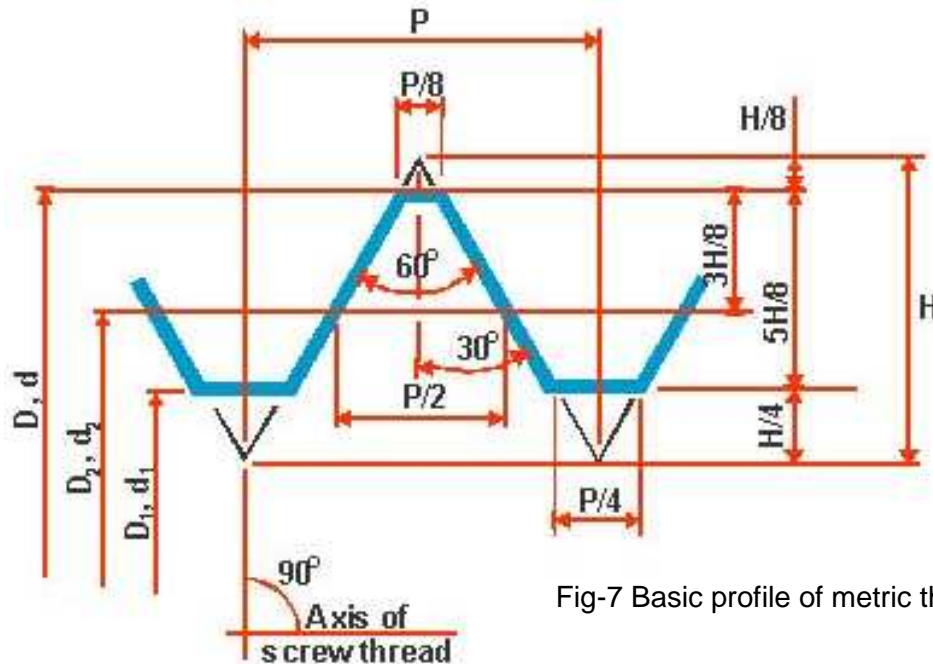 P
P/8
H/8
60°
3H/8
5H/8
H
30°
P/2
H/4
D, d
D₂, d₂
D₁, d₁
P/4
90°
Axis of
screw thread
Fig-7 Basic profile of metric th